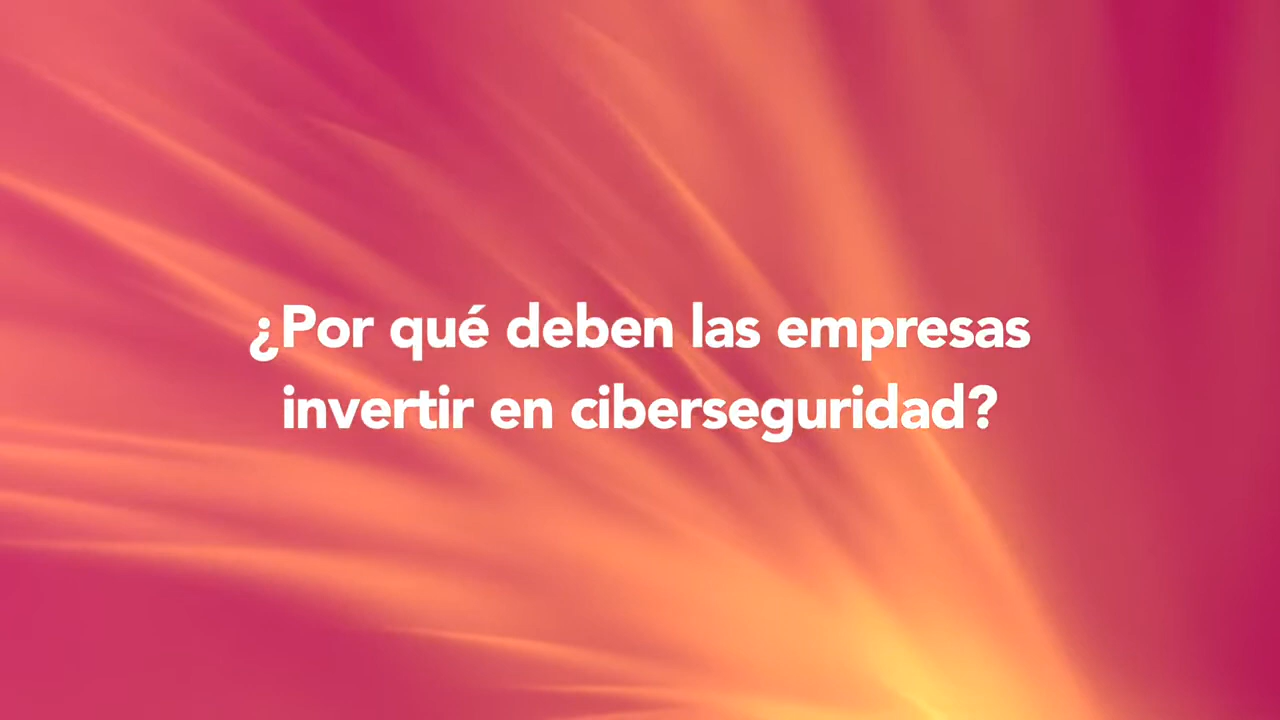 ¿Por qué deben las empresas
invertir en ciberseguridad?